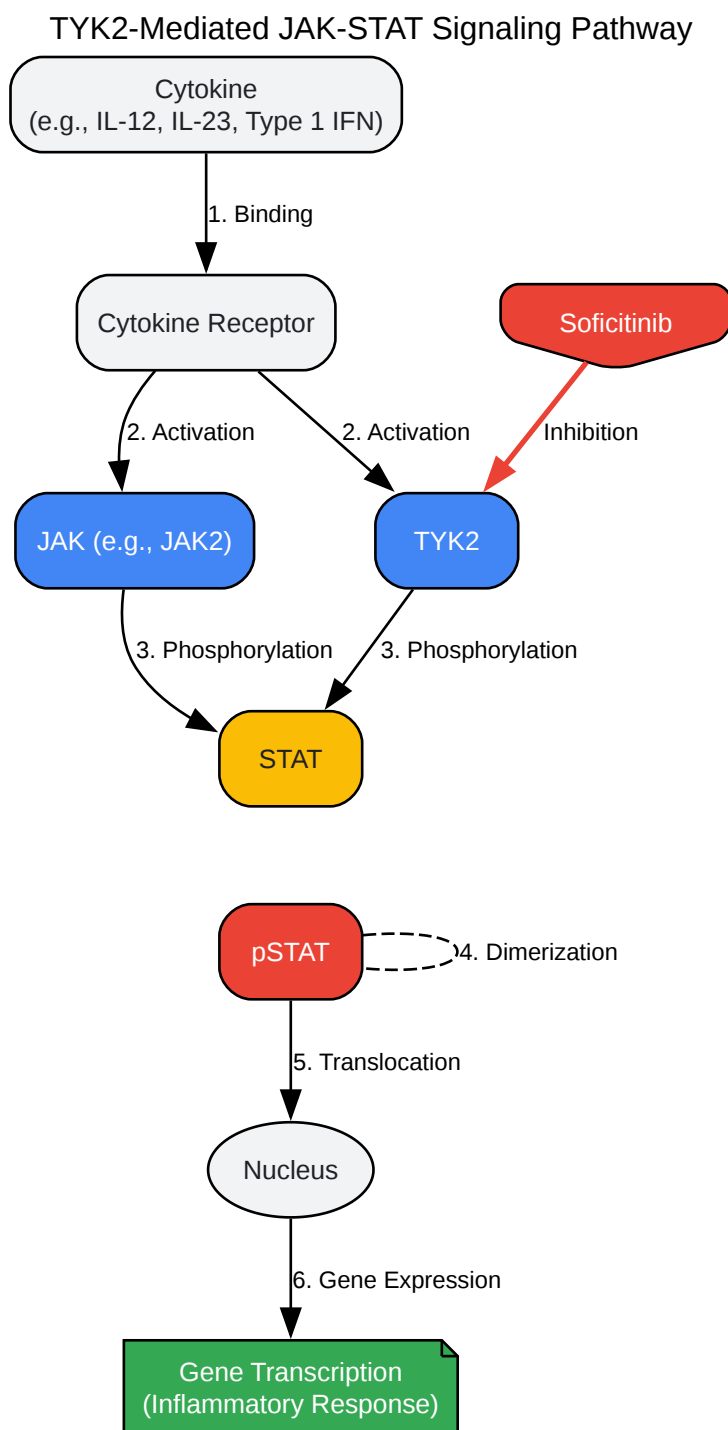 TYK2-Mediated JAK-STAT Signaling Pathway
Cytokine
(e.g., IL-12, IL-23, Type 1 IFN)
1. Binding
Cytokine Receptor
Soficitinib
2. Activation
2. Activation
Inhibition
JAK (e.g., JAK2)
TYK2
3. Phosphorylation
3. Phosphorylation
STAT
pSTAT
4. Dimerization
5. Translocation
Nucleus
6. Gene Expression
Gene Transcription
(Inflammatory Response)